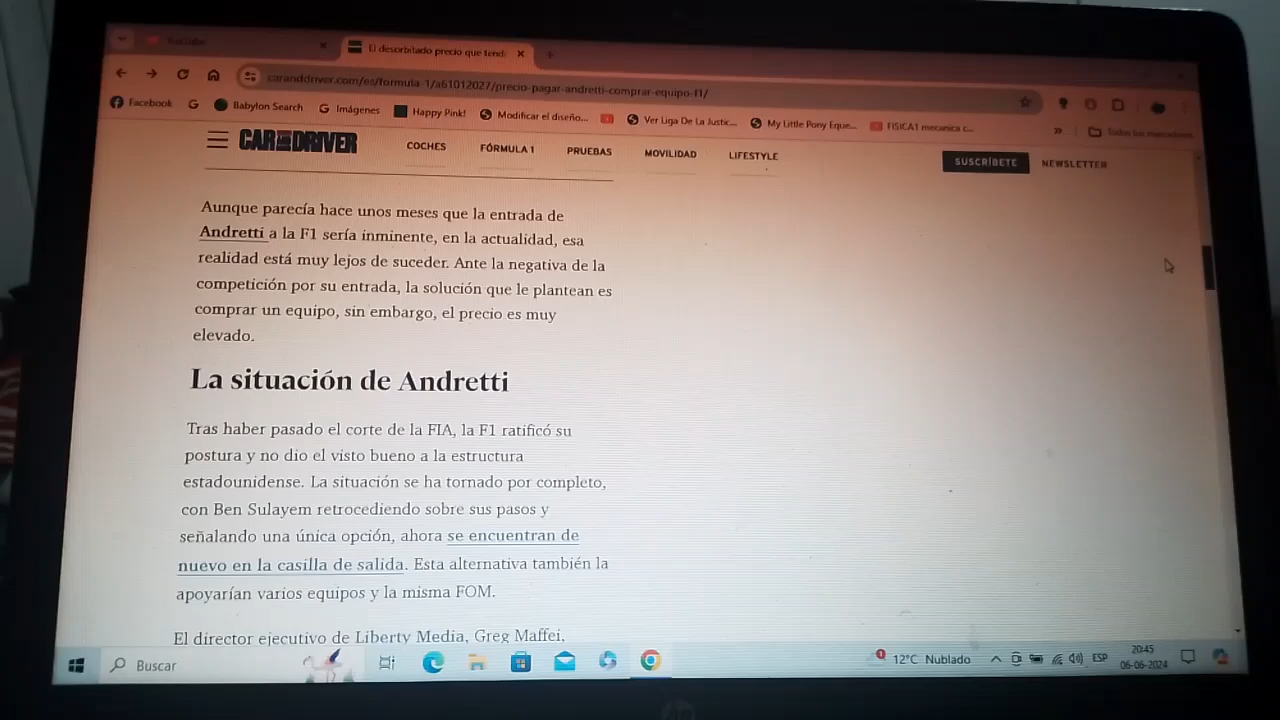 YouTube
El desorbitado precio que tend
caranddriver.com/es/formula-1/a61012027/precio-pagar-andretti-comprar-equipo-f1/
Facebook
Babylon Search
Imágenes
Happy Pink!
Modificar el diseño...
Ver Liga De La Justic...
My Little Pony Eque...
FISICA1 mecanica c...
»
Todos los marcadores
CAR AND DRIVER
COCHES
FÓRMULA 1
PRUEBAS
MOVILIDAD
LIFESTYLE
SUSCRÍBETE
NEWSLETTER
Aunque parecía hace unos meses que la entrada de
Andretti a la F1 sería inminente, en la actualidad, esa
realidad está muy lejos de suceder. Ante la negativa de la
competición por su entrada, la solución que le plantean es
comprar un equipo, sin embargo, el precio es muy
elevado.
La situación de Andretti
Tras haber pasado el corte de la FIA, la F1 ratificó su
postura y no dio el visto bueno a la estructura
estadounidense. La situación se ha tornado por completo,
con Ben Sulayem retrocediendo sobre sus pasos y
señalando una única opción, ahora se encuentran de
nuevo en la casilla de salida. Esta alternativa también la
apoyarían varios equipos y la misma FOM.
El director ejecutivo de Liberty Media, Greg Maffei,
Buscar
1
12°C Nublado
ESP
20:45
06-06-2024
hp